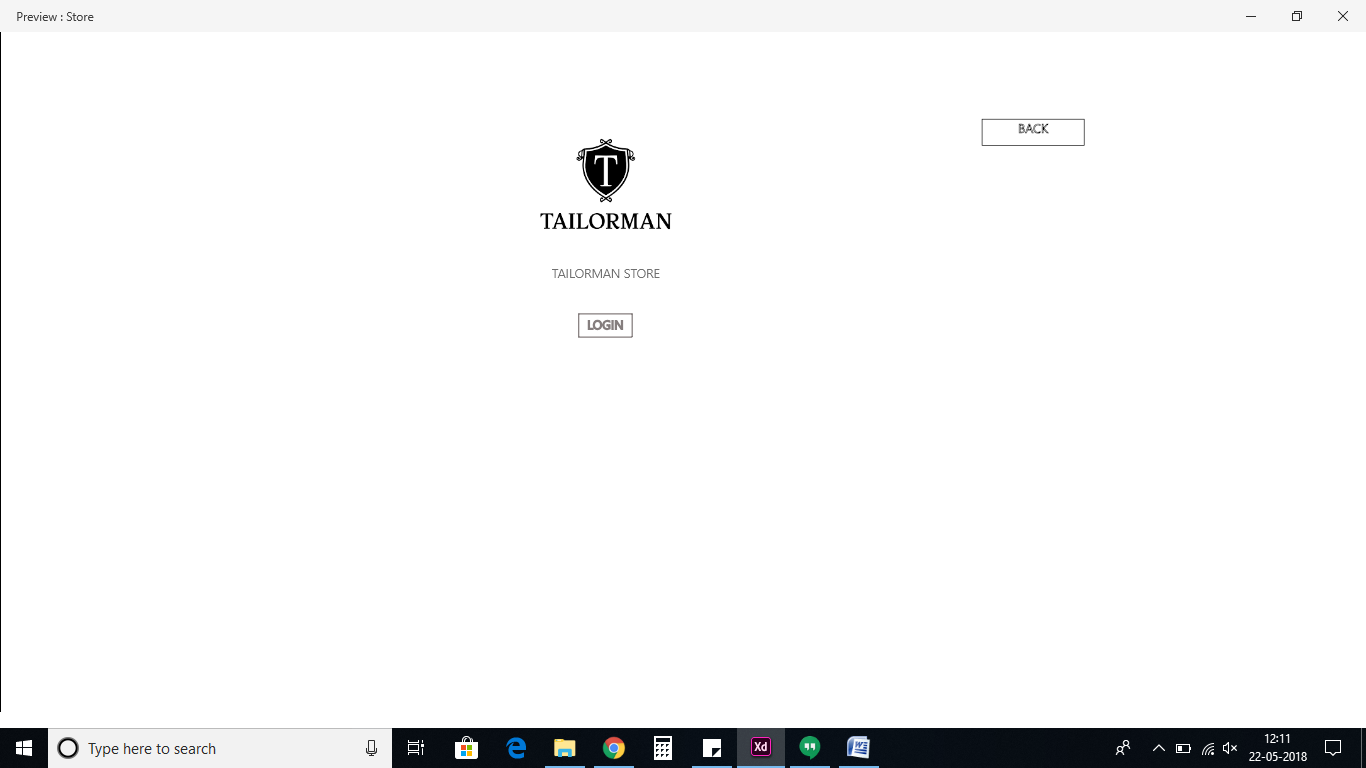 Preview : Store
BACK
T
TAILORMAN
TAILORMAN STORE
LOGIN
Type here to search
Xd
W
12:11
22-05-2018